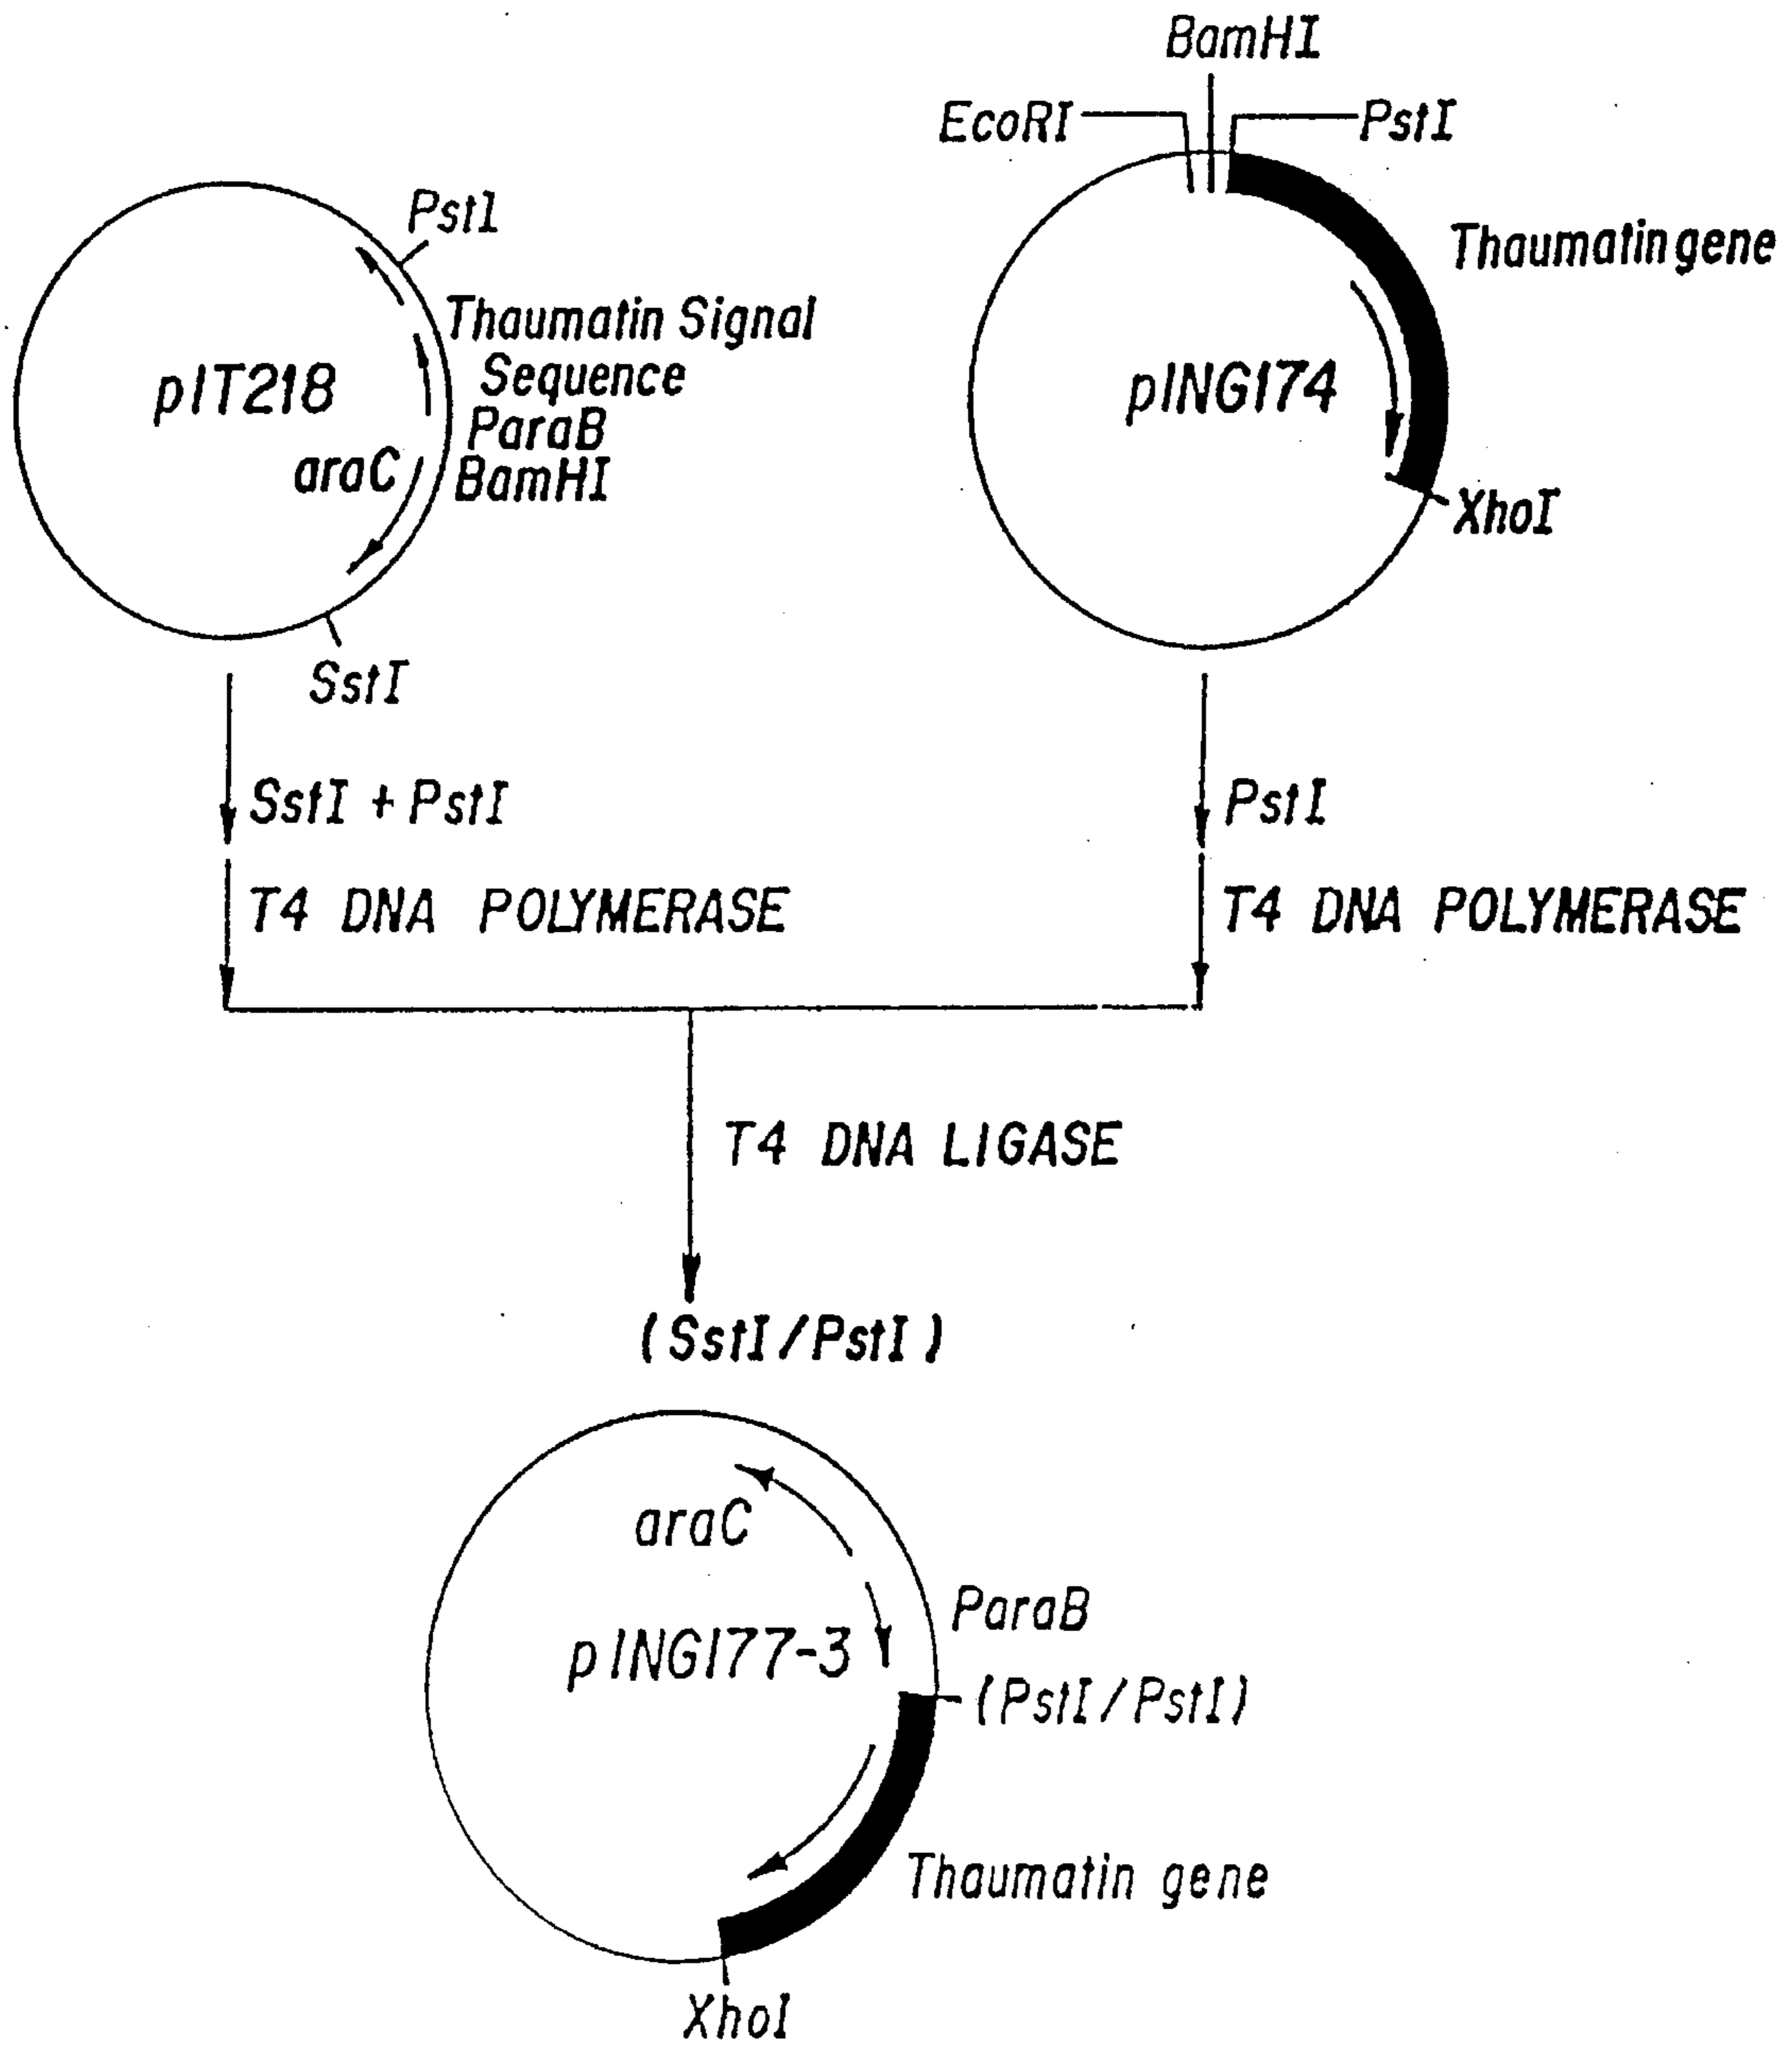 BamHI
EcoRI
PstI
PstI
Thaumatin gene
Thaumatin Signal
Sequence
pIT218
pING174
ParaB
araC
BamHI
XhoI
SstI
SstI + PstI
PstI
T4 DNA POLYMERASE
T4 DNA POLYMERASE
T4 DNA LIGASE
(SstI/PstI)
araC
ParaB
pING177-3
(PstI/PstI)
Thaumatin gene
XhoI